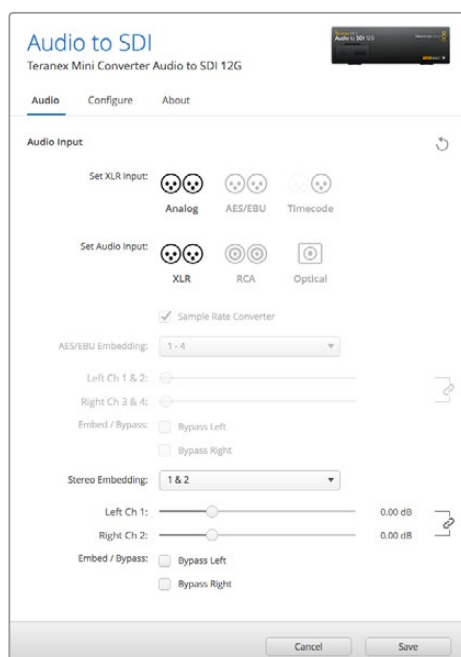 Audio to SDI
Teranex Mini Converter Audio to SDI 12G
Audio Configure About
Audio Input
Set XLR Input:
Analog AES/EBU Timecode
Set Audio Input:
XLR RCA Optical
Sample Rate Converter
AES/EBU Embedding: 1 - 4
Left Ch 1 & 2:
Right Ch 3 & 4:
Embed / Bypass: Bypass Left
Bypass Right
Stereo Embedding: 1 & 2
Left Ch 1: 0.00 dB
Right Ch 2: 0.00 dB
Embed / Bypass: Bypass Left
Bypass Right
Cancel Save